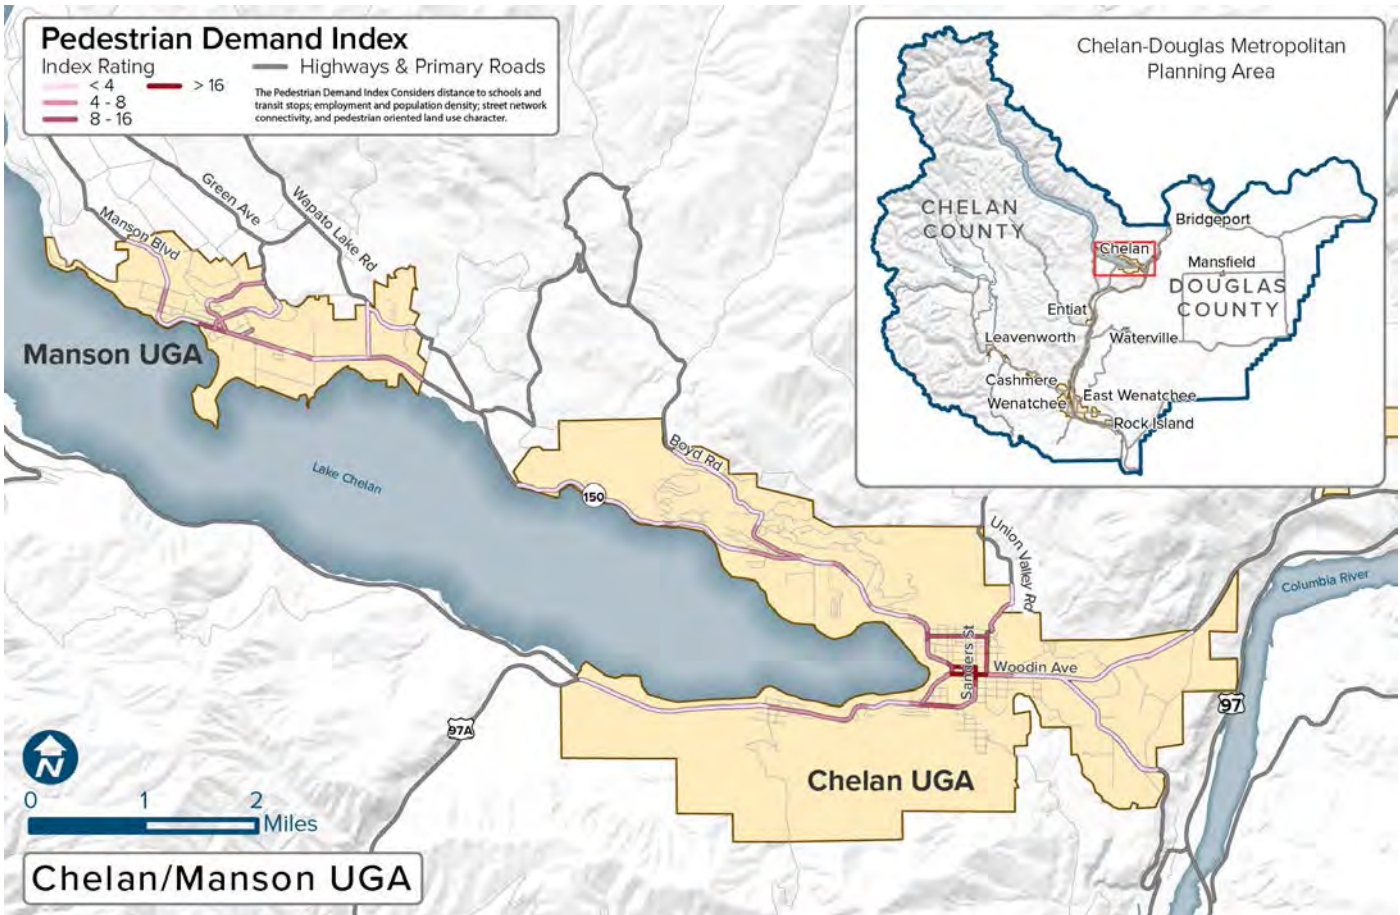 Pedestrian Demand Index
Index Rating
< 4
4 - 8
8 - 16
> 16
Highways & Primary Roads
The Pedestrian Demand Index Considers distance to schools and
transit stops; employment and population density; street network
connectivity, and pedestrian oriented land use character.
Chelan-Douglas Metropolitan
Planning Area
CHELAN
COUNTY
Bridgeport
Chelan
Mansfield
DOUGLAS
COUNTY
Entiat
Leavenworth
Waterville
Cashmere
Wenatchee
East Wenatchee
Rock Island
Green Ave
Wapato Lake Rd
Manson Blvd
Manson UGA
Lake Chelan
Boyd Rd
150
Union Valley Rd
Columbia River
Sanders St
Woodin Ave
97
97A
Chelan UGA
N
0 1 2
Miles
Chelan/Manson UGA